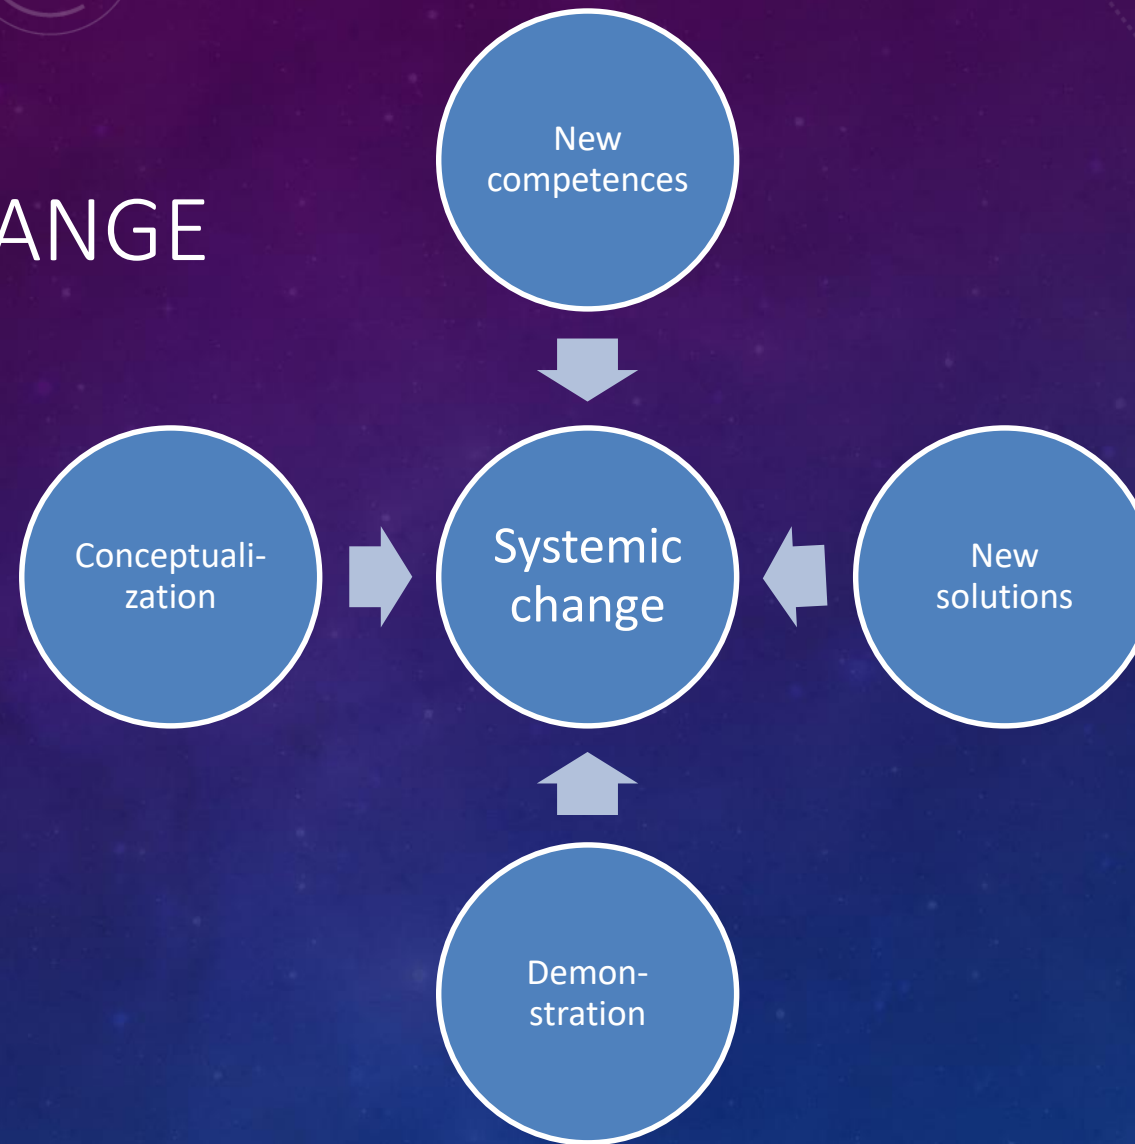 New
competences
ANGE
Conceptuali-
zation
Systemic
change
New
solutions
Demon-
stration